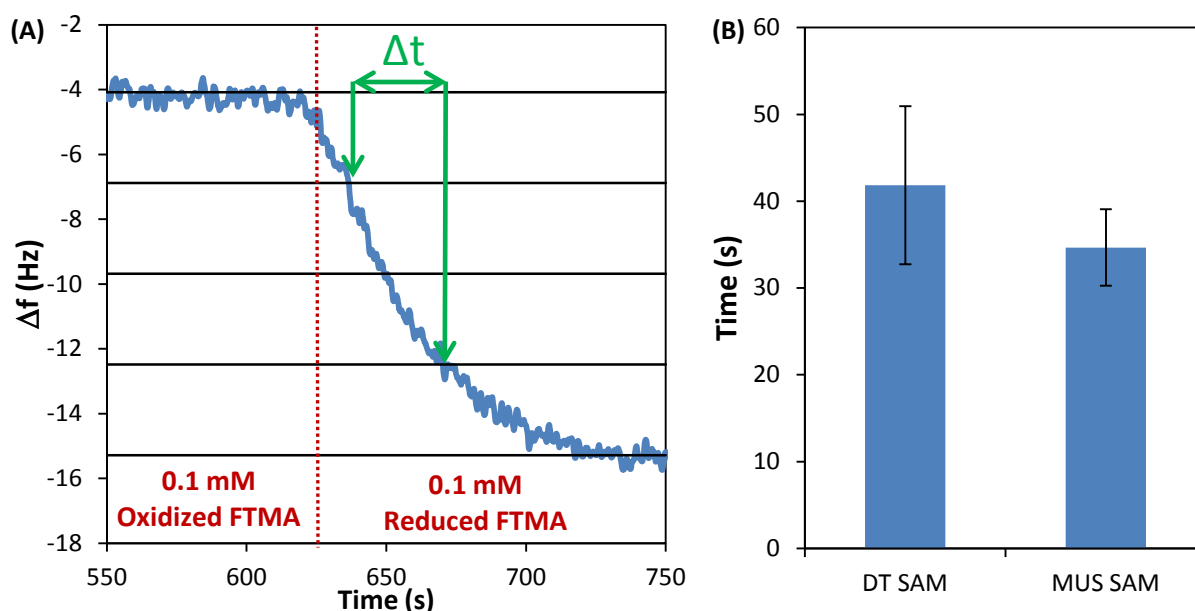 (A)
-2
-4
-6
-8
-10
-12
-14
-16
-18
Δf (Hz)
Δt
0.1 mM
Oxidized FTMA
0.1 mM
Reduced FTMA
550
600
650
700
750
Time (s)
(B)
60
50
40
30
20
10
0
Time (s)
DT SAM
MUS SAM